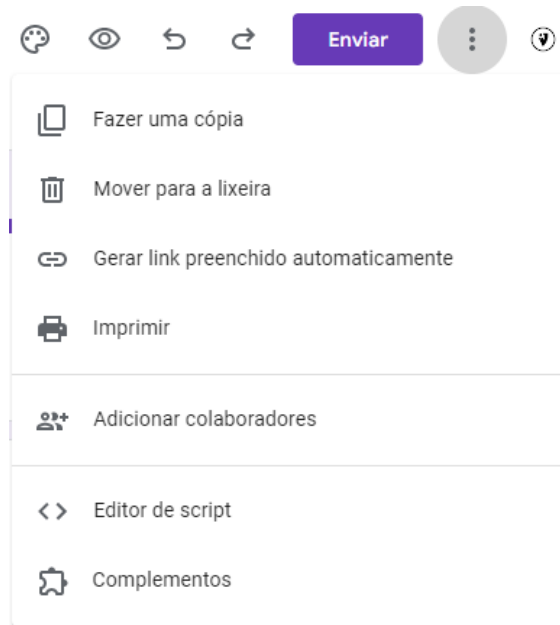 Enviar
Fazer uma cópia
Mover para a lixeira
Gerar link preenchido automaticamente
Imprimir
Adicionar colaboradores
Editor de script
Complementos